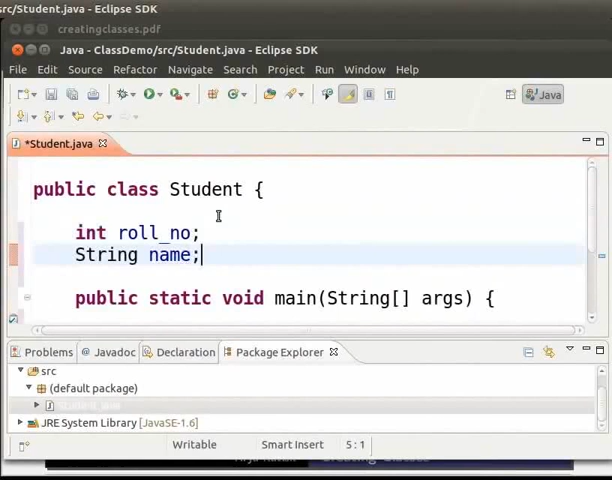 src/Student.java - Eclipse SDK
creatingclasses.pdf
Java - ClassDemo/src/Student.java - Eclipse SDK
File Edit Source Refactor Navigate Search Project Run Window Help
Java
*Student.java
public class Student {
int roll_no;
String name;
public static void main(String[] args) {
Problems Javadoc Declaration Package Explorer
src
(default package)
Student.java
JRE System Library [JavaSE-1.6]
Writable Smart Insert 5 : 1